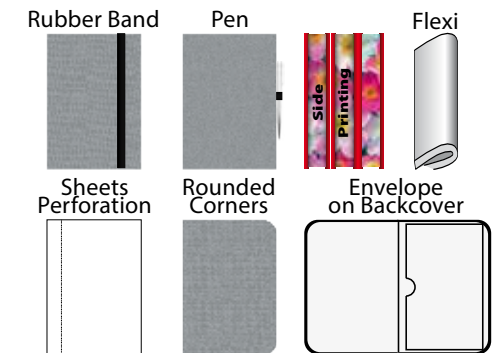 Rubber Band
Pen
Side
Printing
Flexi
Sheets
Perforation
Rounded
Corners
Envelope
on Backcover